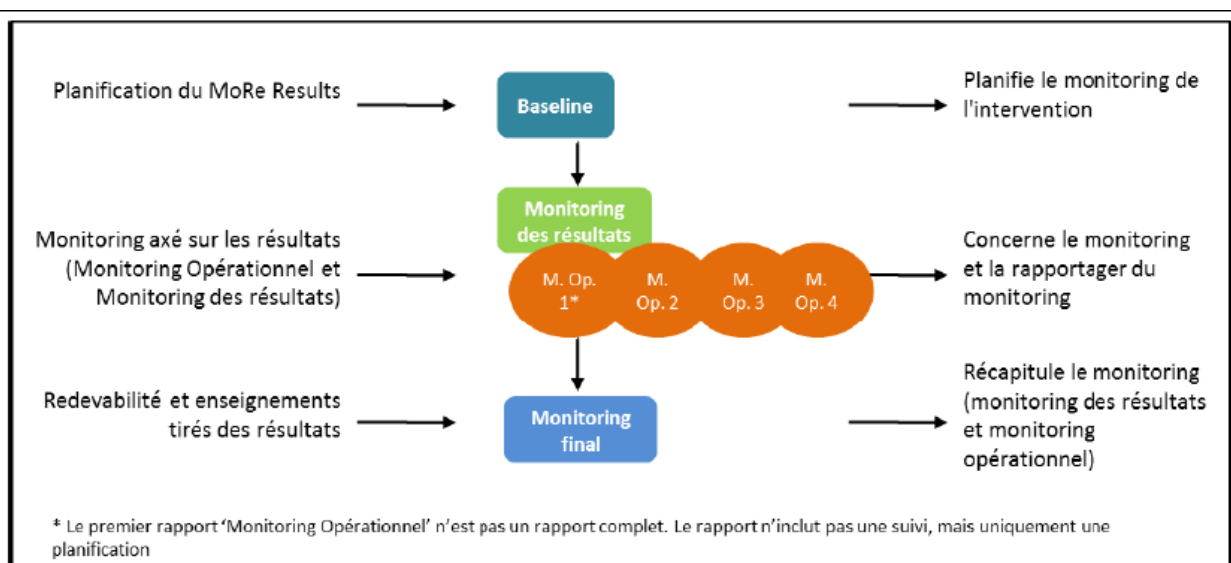 Planification du MoRe Results
Baseline
Planifie le monitoring de
l'intervention
Monitoring
des résultats
Monitoring axé sur les résultats
(Monitoring Opérationnel et
Monitoring des résultats)
M. Op.
1*
M.
Op. 2
M.
Op. 3
M.
Op. 4
Concerne le monitoring
et la rapportager du
monitoring
Redevabilité et enseignements
tirés des résultats
Monitoring
final
Récapitule le monitoring
(monitoring des résultats
et monitoring
opérationnel)
* Le premier rapport ‘Monitoring Opérationnel’ n’est pas un rapport complet. Le rapport n’inclut pas une suivi, mais uniquement une
planification